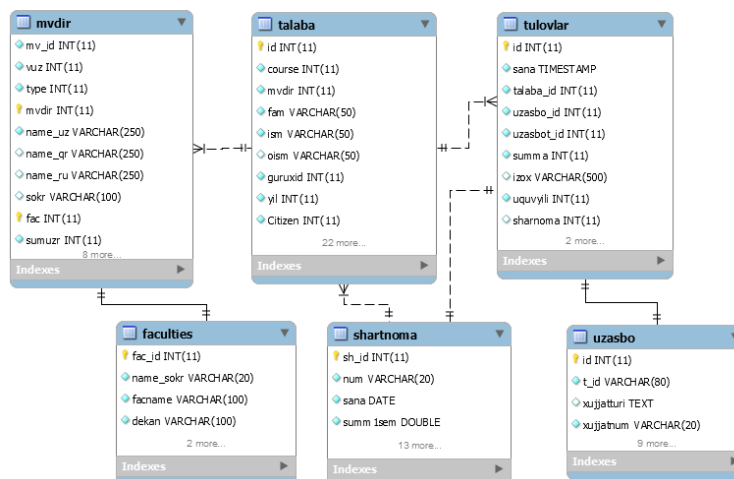 mvdir
mv_id INT(11)
vuz INT(11)
type INT(11)
mvdir INT(11)
name_uz VARCHAR(250)
name_qr VARCHAR(250)
name_ru VARCHAR(250)
sokr VARCHAR(100)
fac INT(11)
sumuzr INT(11)
8 more...
Indexes
talaba
id INT(11)
course INT(11)
mvdir INT(11)
fam VARCHAR(50)
ism VARCHAR(50)
oism VARCHAR(50)
guruxid INT(11)
yil INT(11)
Citizen INT(11)
22 more...
Indexes
tulovlar
id INT(11)
sana TIMESTAMP
talaba_id INT(11)
uzasbo_id INT(11)
uzasbot_id INT(11)
summa INT(11)
izox VARCHAR(500)
uquvyili INT(11)
sharnoma INT(11)
2 more...
Indexes
faculties
fac_id INT(11)
name_sokr VARCHAR(20)
facname VARCHAR(100)
dekan VARCHAR(100)
2 more...
Indexes
shartnoma
sh_id INT(11)
num VARCHAR(20)
sana DATE
summ 1sem DOUBLE
13 more...
Indexes
uzasbo
id INT(11)
t_id VARCHAR(80)
xujjatturi TEXT
xujjatnum VARCHAR(20)
9 more...
Indexes